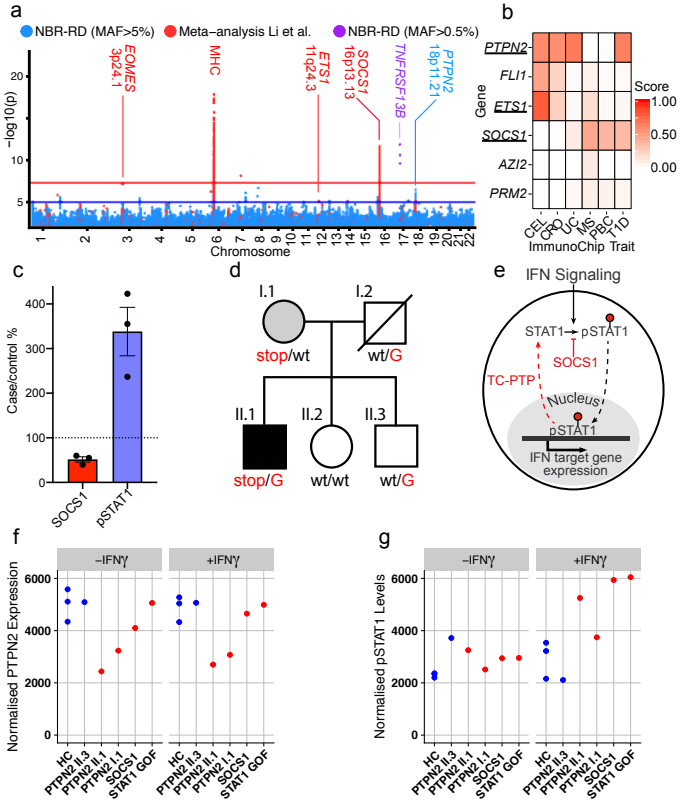 a
NBR-RD (MAF>5%)
Meta-analysis Li et al.
NBR-RD (MAF>0.5%)
−log10(p)
20
15
10
5
EOMES
3p24.1
MHC
ETS1
11q24.3
SOCS1
16p13.13
TNFRSF13B
PTPN2
18p11.21
1 2 3 4 6 7 8 9 10 11 12 13 14 15 16 17 18 20 22
Chromosome
b
Gene
PTPN2
FLI1
ETS1
SOCS1
AZI2
PRM2
CEL CRO UC MS PBC T1D
ImmunoChip Trait
Score
1.00
0.75
0.50
0.25
0.00
c
Case/control %
400
300
200
100
0
SOCS1
pSTAT1
d
I.1
I.2
stop/wt
wt/G
II.1
II.2
II.3
stop/G
wt/wt
wt/G
e
IFN Signaling
STAT1
pSTAT1
SOCS1
TC-PTP
Nucleus
pSTAT1
IFN target gene
expression
f
−IFNγ
+IFNγ
Normalised PTPN2 Expression
6000
4000
2000
0
HC
PTPN2 II.3
PTPN2 II.1
PTPN2 I.1
SOCS1
STAT1 GOF
HC
PTPN2 II.3
PTPN2 II.1
PTPN2 I.1
SOCS1
STAT1 GOF
g
−IFNγ
+IFNγ
Normalised pSTAT1 Levels
6000
4000
2000
0
HC
PTPN2 II.3
PTPN2 II.1
PTPN2 I.1
SOCS1
STAT1 GOF
HC
PTPN2 II.3
PTPN2 II.1
PTPN2 I.1
SOCS1
STAT1 GOF